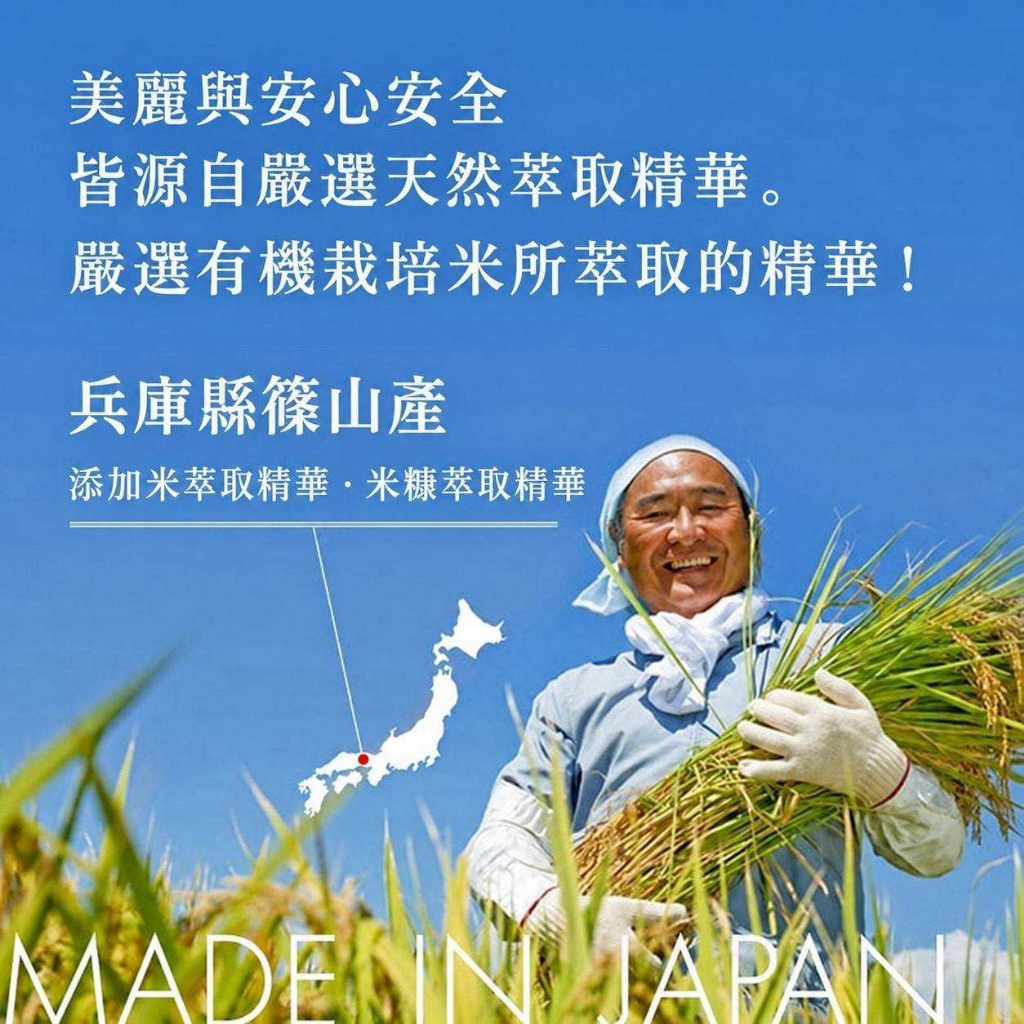 美麗與安心安全
皆源自嚴選天然萃取精華。
嚴選有機栽培米所萃取的精華！
兵庫縣篠山產
添加米萃取精華·米糠萃取精華
MADE IN JAPAN